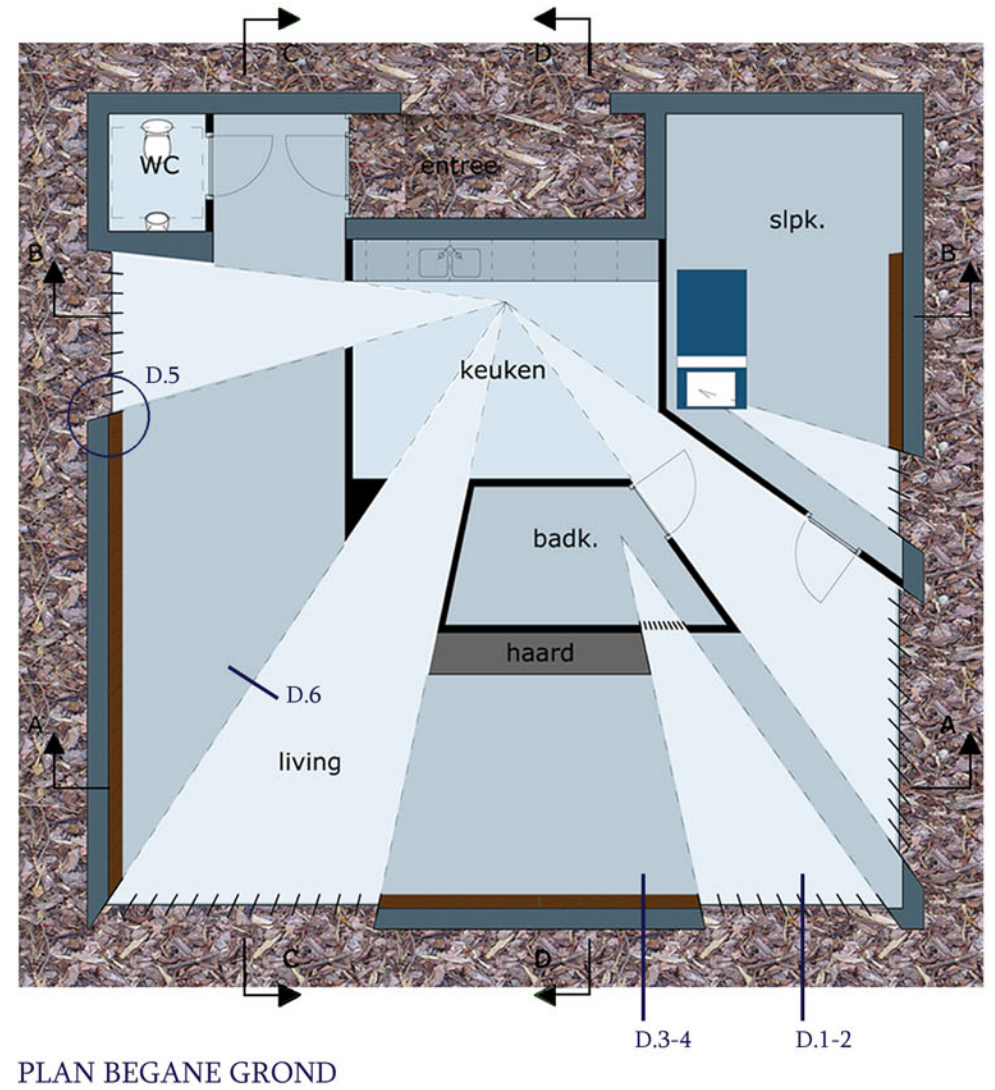 C D
WC
entree
slpk.
B B
D.5
keuken
badk.
haard
D.6
A A
living
C D
D.3-4
D.1-2
PLAN BEGANE GROND